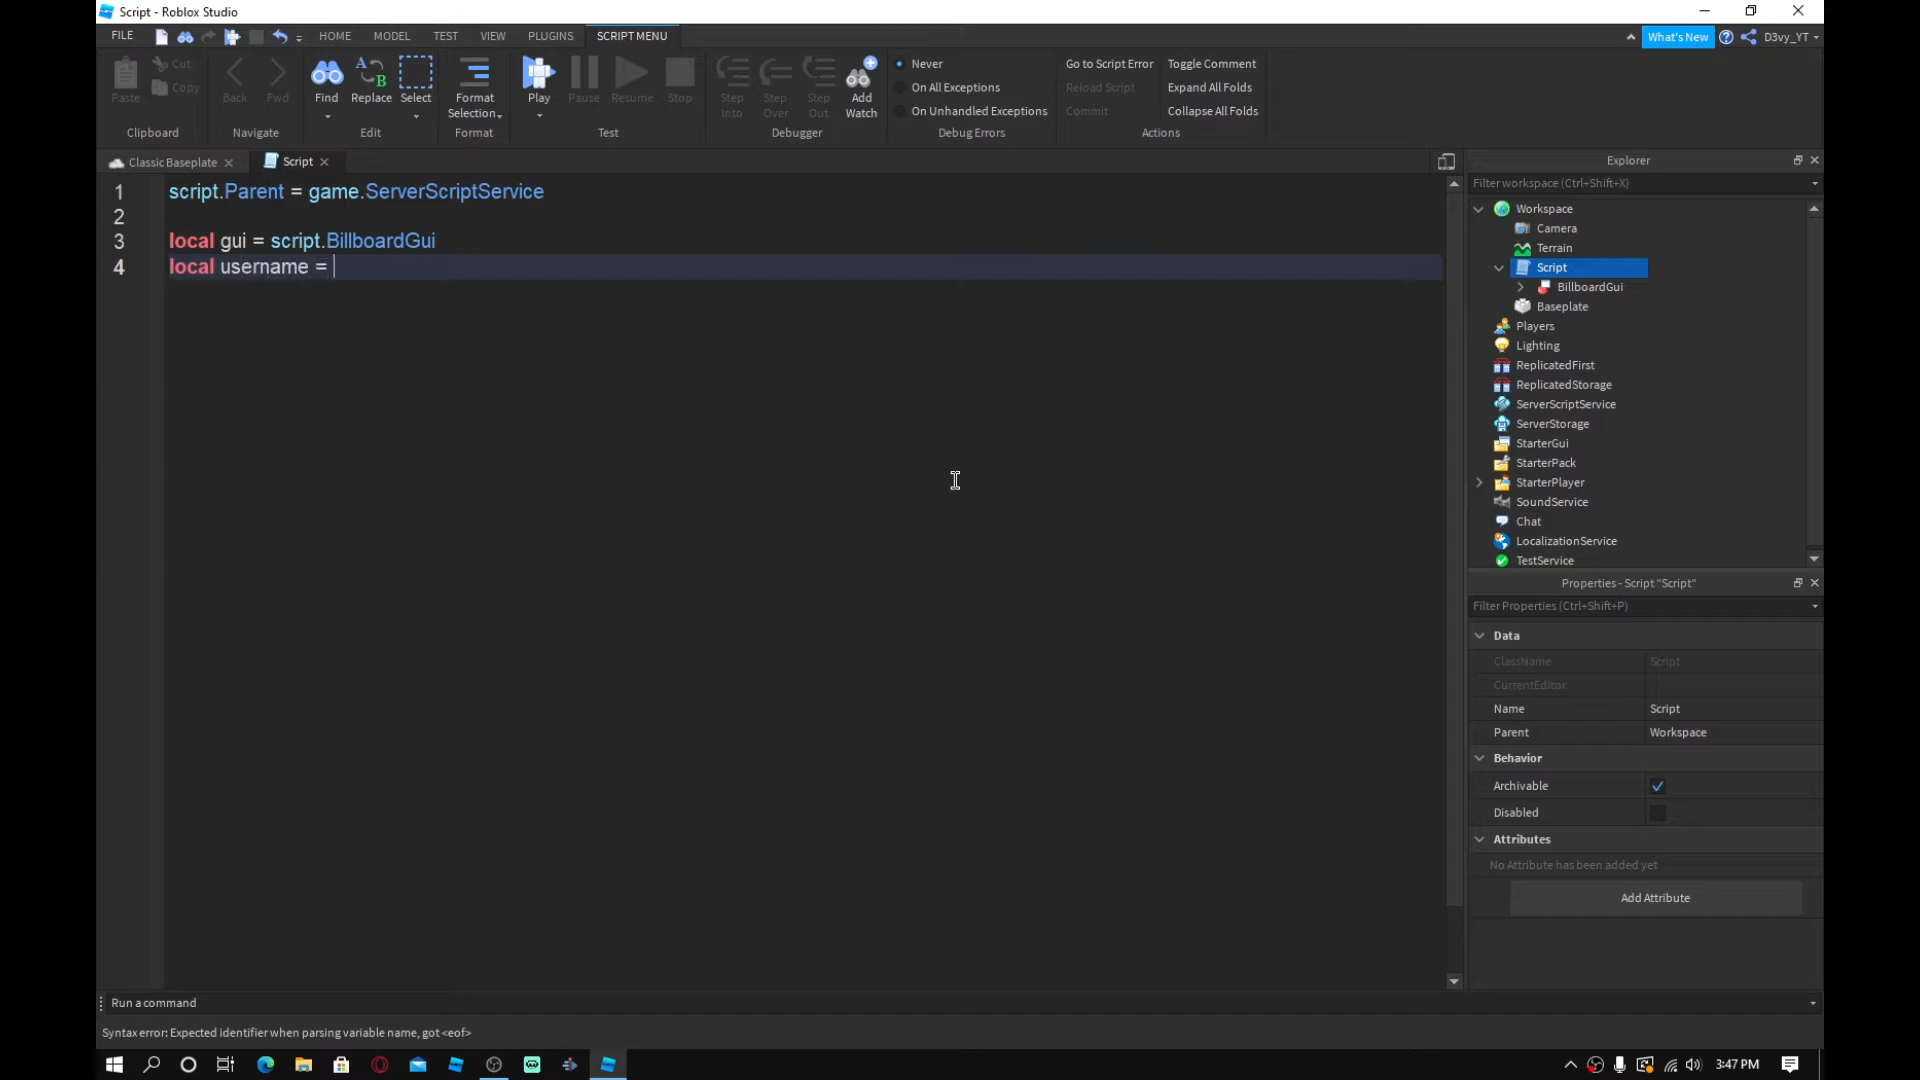 Script - Roblox Studio
FILE HOME MODEL TEST VIEW PLUGINS SCRIPT MENU What's New D3vy_YT
Paste Cut Copy Back Fwd Find Replace Select Format Selection Play Pause Resume Stop Step Into Step Over Step Out Add Watch
Never Go to Script Error Toggle Comment
On All Exceptions Reload Script Expand All Folds
On Unhandled Exceptions Commit Collapse All Folds
Clipboard Navigate Edit Format Test Debugger Debug Errors Actions
Classic Baseplate Script
1 script.Parent = game.ServerScriptService
2
3 local gui = script.BillboardGui
4 local username =
Explorer
Filter workspace (Ctrl+Shift+X)
Workspace
Camera
Terrain
Script
BillboardGui
Baseplate
Players
Lighting
ReplicatedFirst
ReplicatedStorage
ServerScriptService
ServerStorage
StarterGui
StarterPack
StarterPlayer
SoundService
Chat
LocalizationService
TestService
Properties - Script "Script"
Filter Properties (Ctrl+Shift+P)
Data
ClassName Script
CurrentEditor
Name Script
Parent Workspace
Behavior
Archivable
Disabled
Attributes
No Attribute has been added yet
Add Attribute
Run a command
Syntax error: Expected identifier when parsing variable name, got <eof>
3:47 PM